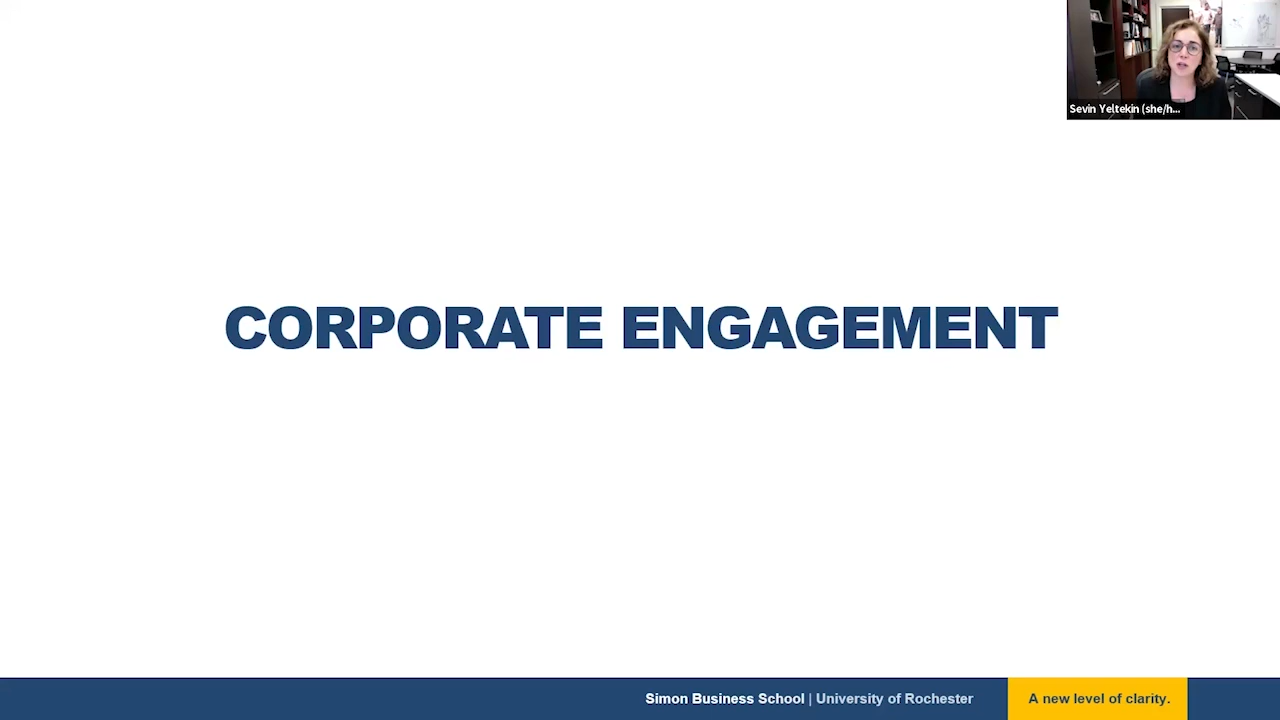 Sevin Yeltekin (she/h...
CORPORATE ENGAGEMENT
Simon Business School | University of Rochester
A new level of clarity.